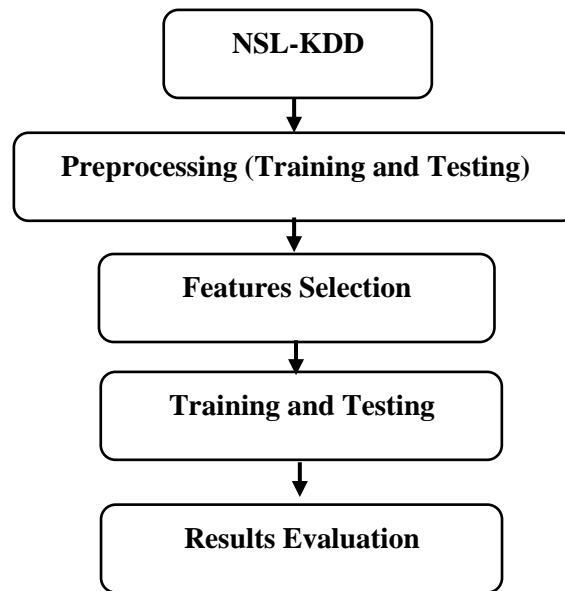 NSL-KDD
Preprocessing (Training and Testing)
Features Selection
Training and Testing
Results Evaluation